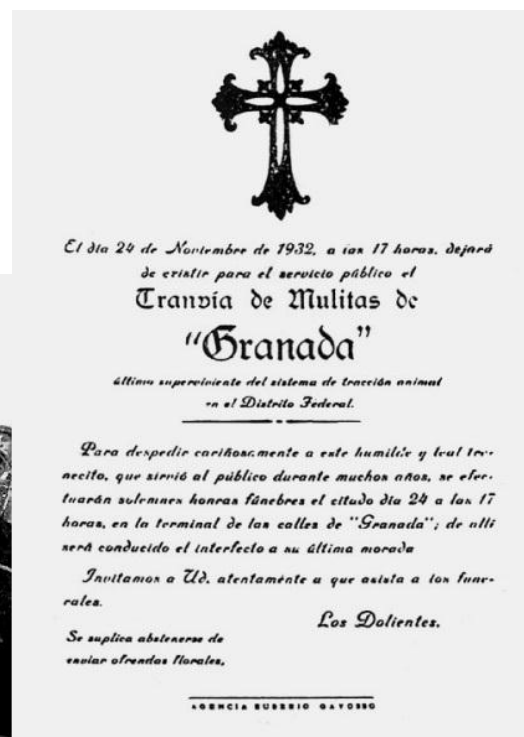 El día 24 de Noviembre de 1932, a las 17 horas, dejará
de existir para el servicio público el
Tranvía de Mulitas de
"Granada"
último superviviente del sistema de tracción animal
en el Distrito Federal.
Para despedir cariñosamente a este humilde y leal tre-
necito, que sirvió al público durante muchos años, se efec-
tuarán solemnes honras fúnebres el citado día 24 a las 17
horas, en la terminal de las calles de "Granada"; de allí
será conducido el interfecto a su última morada
Invitamos a Ud. atentamente a que asista a los fune-
rales.
Los Dolientes.
Se suplica abstenerse de
enviar ofrendas florales.
AGENCIA EUSEBIO GAYOSSO